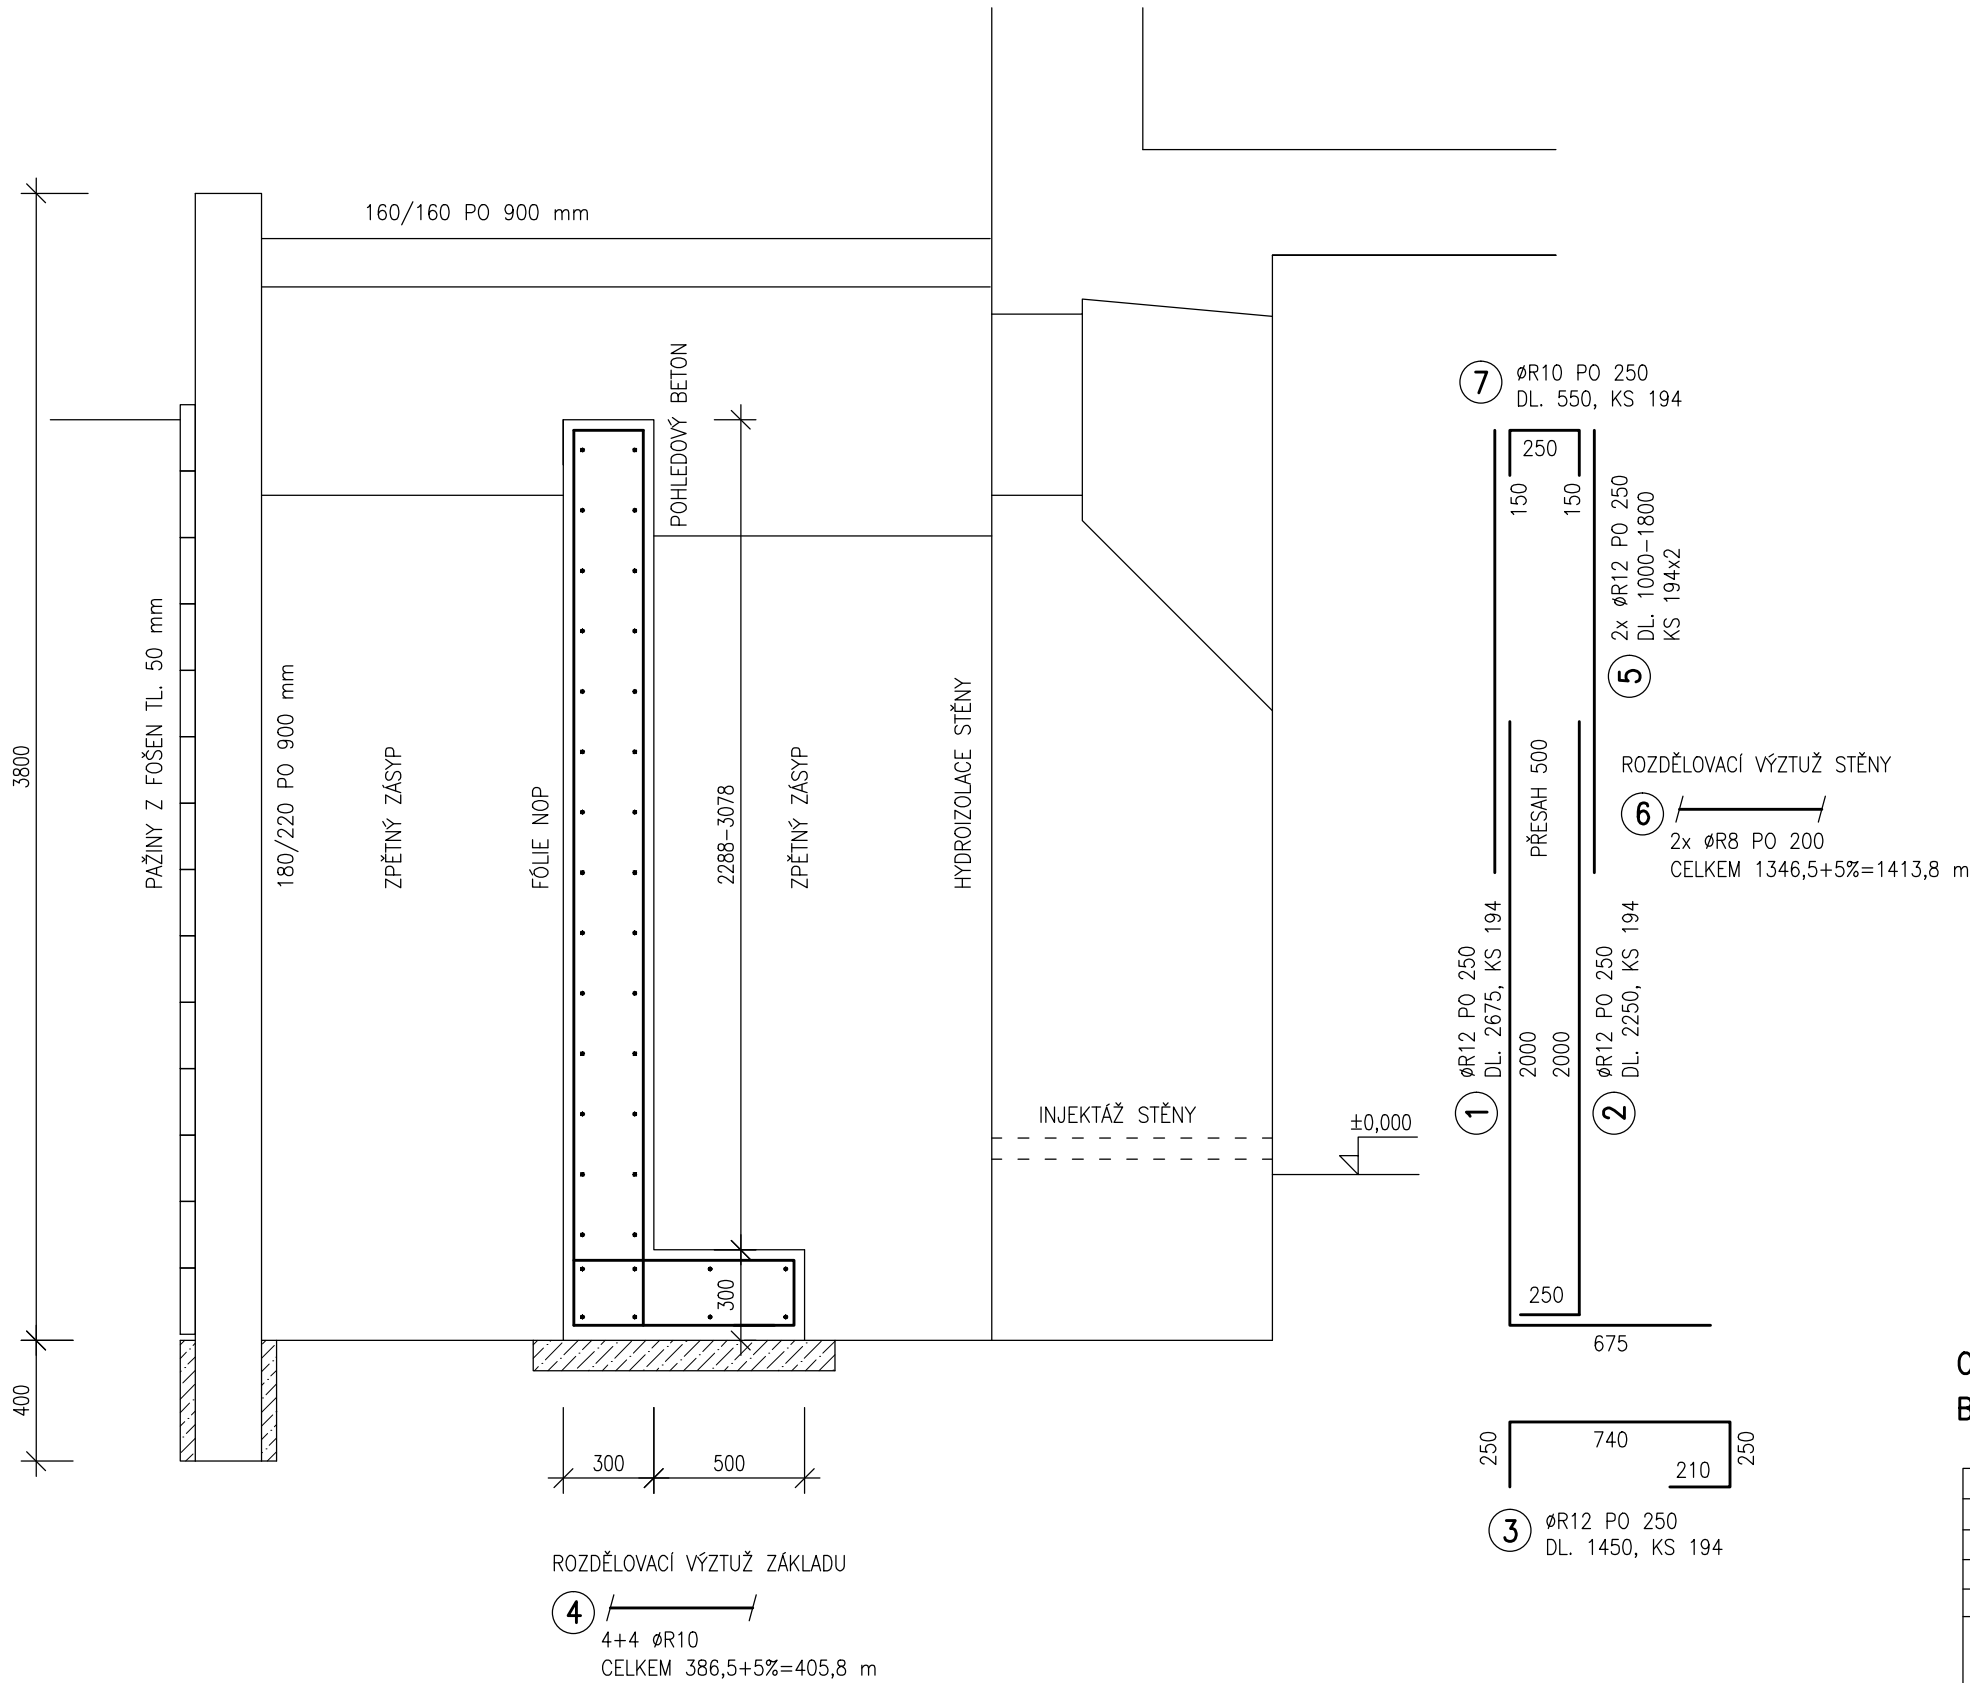 160/160 PO 900 mm
3800
400
PAŽINY Z FOŠEN TL. 50 mm
180/220 PO 900 mm
ZPĚTNÝ ZÁSYP
FÓLIE NOP
POHLEDOVÝ BETON
2288-3078
300
ZPĚTNÝ ZÁSYP
HYDROIZOLACE STĚNY
INJEKTÁŽ STĚNY
±0,000
300
500
ROZDĚLOVACÍ VÝZTUŽ ZÁKLADU
4
4+4 øR10
CELKEM 386,5+5%=405,8 m
7
øR10 PO 250
DL. 550, KS 194
250
150
150
2x øR12 PO 250
DL. 1000-1800
KS 194x2
5
PŘESAH 500
ROZDĚLOVACÍ VÝZTUŽ STĚNY
6
2x øR8 PO 200
CELKEM 1346,5+5%=1413,8 m
øR12 PO 250
DL. 2675, KS 194
1
2000
2000
øR12 PO 250
DL. 2250, KS 194
2
250
675
250
740
250
210
3
øR12 PO 250
DL. 1450, KS 194